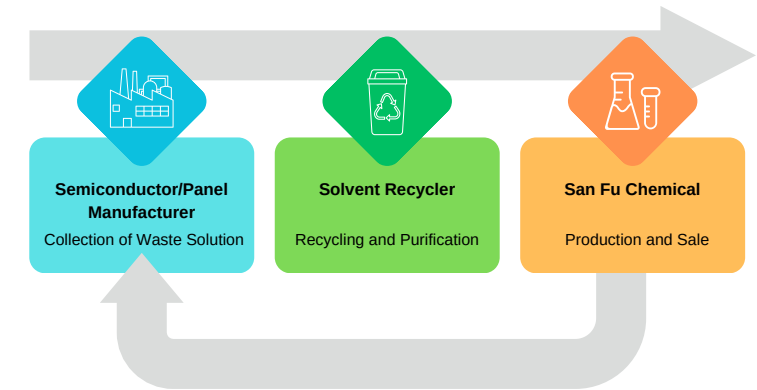 Semiconductor/Panel
Manufacturer
Collection of Waste Solution
Solvent Recycler
Recycling and Purification
San Fu Chemical
Production and Sale